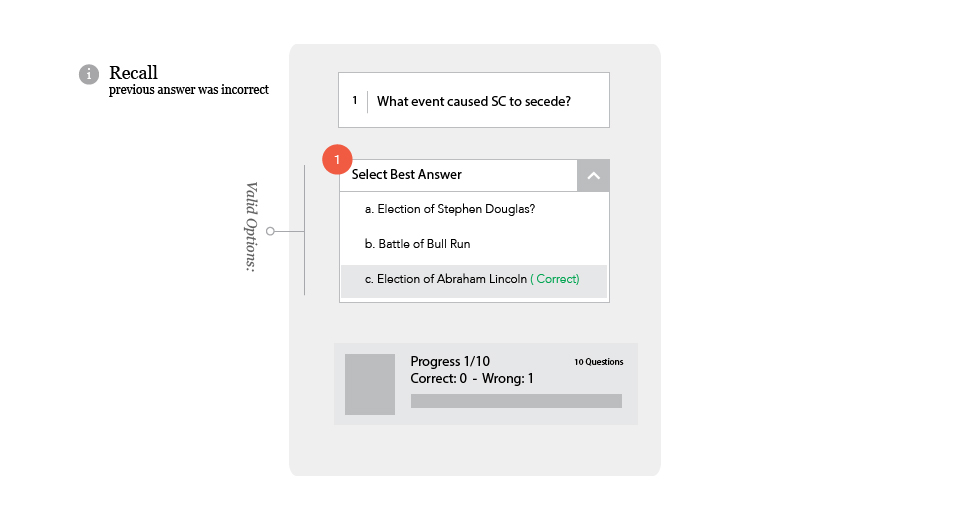 i
Recall
previous answer was incorrect
1
What event caused SC to secede?
1
Select Best Answer
Valid Options:
a. Election of Stephen Douglas?
b. Battle of Bull Run
c. Election of Abraham Lincoln ( Correct)
Progress 1/10
10 Questions
Correct: 0 - Wrong: 1